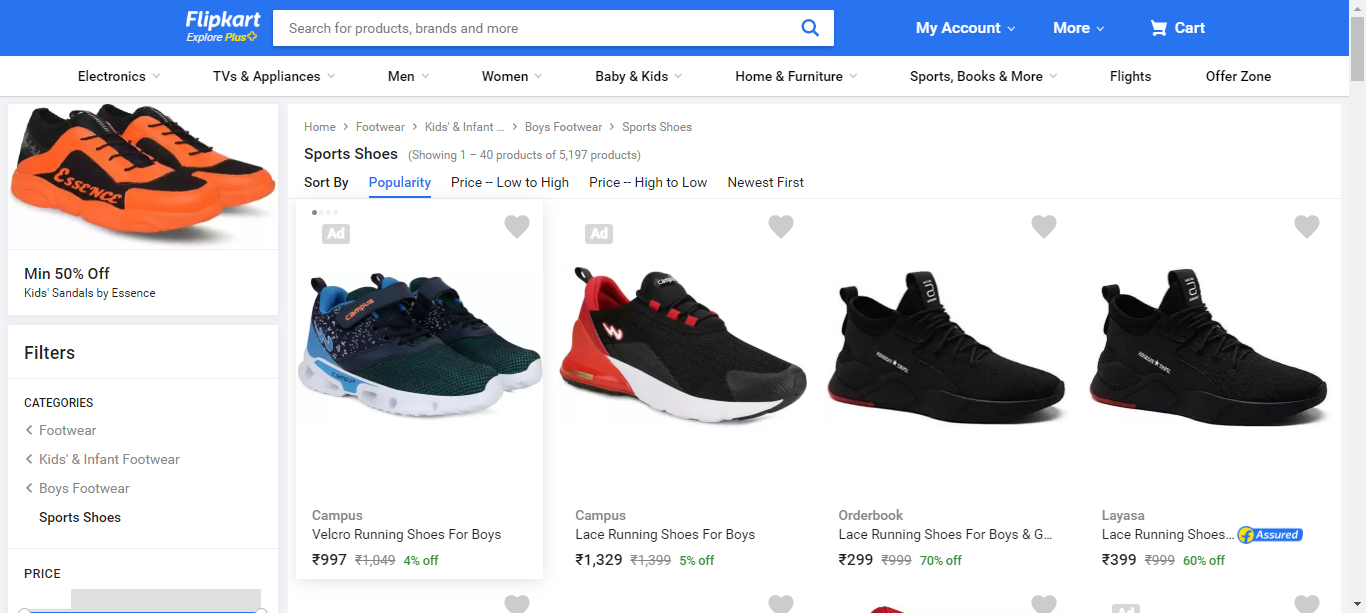 Flipkart
Explore Plus
Search for products, brands and more
My Account
More
Cart
Electronics
TVs & Appliances
Men
Women
Baby & Kids
Home & Furniture
Sports, Books & More
Flights
Offer Zone
ESSENCE
Min 50% Off
Kids' Sandals by Essence
Filters
CATEGORIES
Footwear
Kids' & Infant Footwear
Boys Footwear
Sports Shoes
PRICE
Home > Footwear > Kids' & Infant ... > Boys Footwear > Sports Shoes
Sports Shoes (Showing 1 – 40 products of 5,197 products)
Sort By Popularity Price -- Low to High Price -- High to Low Newest First
Ad
campus
campus
Campus
Velcro Running Shoes For Boys
₹997 ₹1,049 4% off
Ad
campus
Campus
Lace Running Shoes For Boys
₹1,329 ₹1,399 5% off
Orderbook
Lace Running Shoes For Boys & G...
₹299 ₹999 70% off
Layasa
Lace Running Shoes... Assured
₹399 ₹999 60% off
Ad